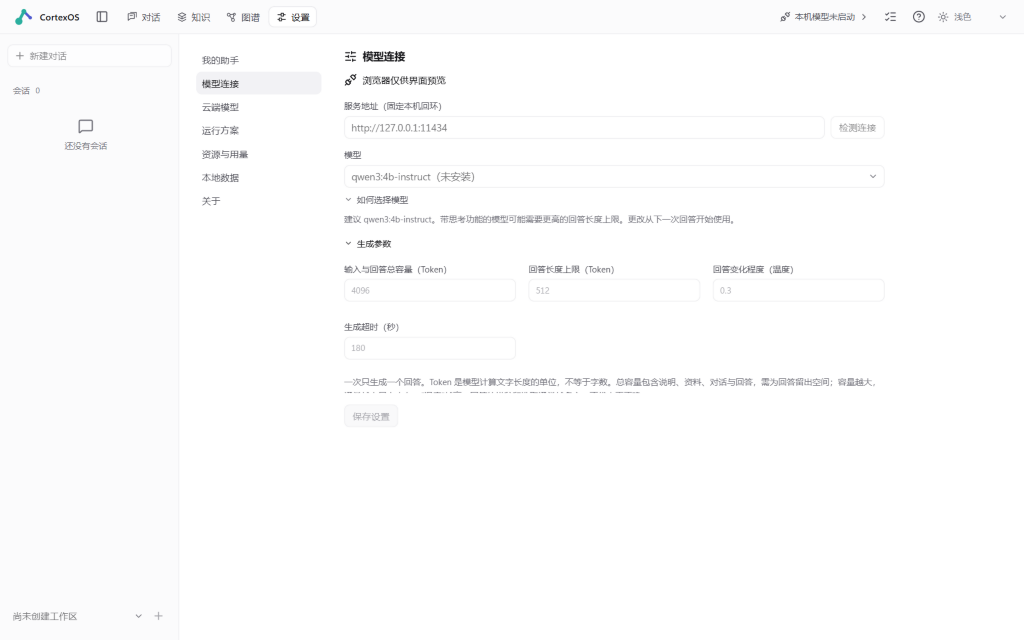 CortexOS
对话
知识
图谱
设置
本机模型未启动
浅色
新建对话
会话 0
还没有会话
尚未创建工作区
我的助手
模型连接
云端模型
运行方案
资源与用量
本地数据
关于
模型连接
浏览器仅供界面预览
服务地址（固定本机回环）
http://127.0.0.1:11434
检测连接
模型
qwen3:4b-instruct（未安装）
如何选择模型
建议 qwen3:4b-instruct。带思考功能的模型可能需要更高的回答长度上限。更改从下一次回答开始使用。
生成参数
输入与回答总容量（Token）
回答长度上限（Token）
回答变化程度（温度）
4096
512
0.3
生成超时（秒）
180
一次只生成一个回答。Token 是模型计算文字长度的单位，不等于字数。总容量包含说明、资料、对话与回答，需为回答留出空间；容量越大，
保存设置